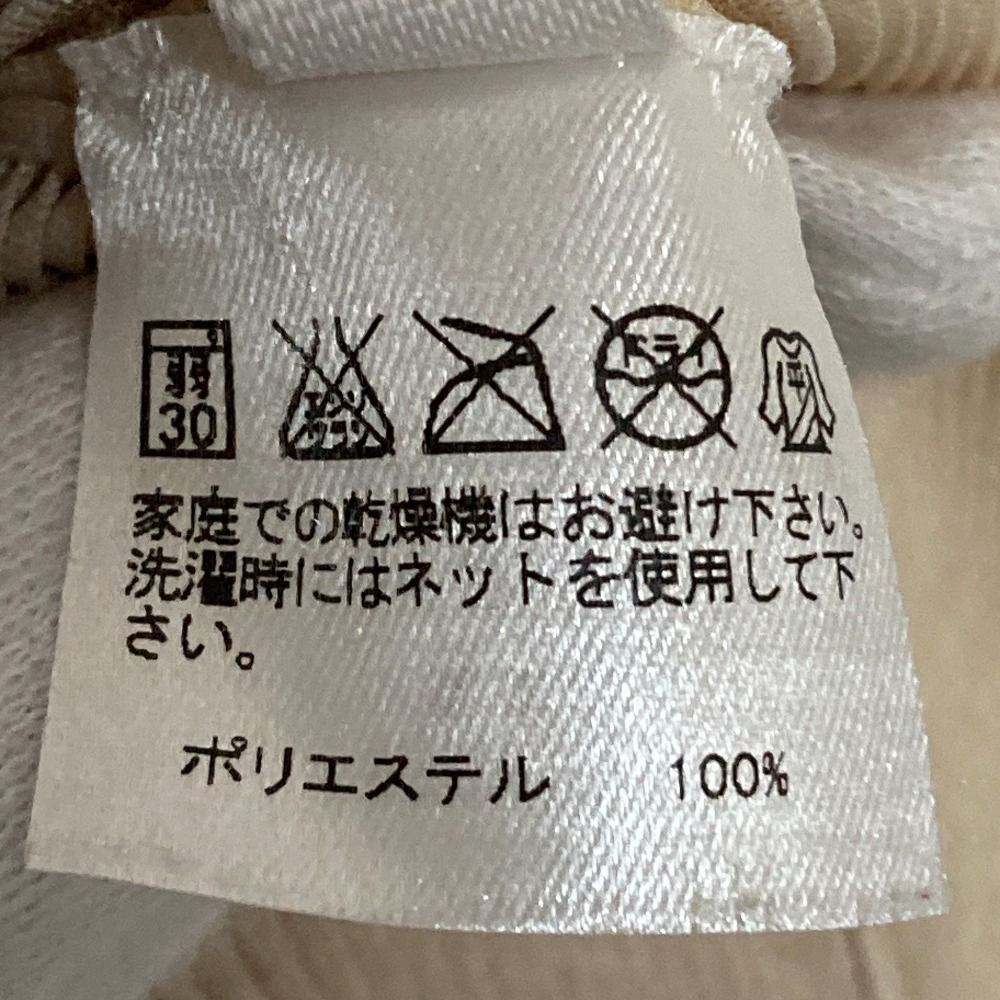 弱
30
エンソ
サラシ
ドライ
平
家庭での乾燥機はお避け下さい。
洗濯時にはネットを使用して下
さい。
ポリエステル 100%